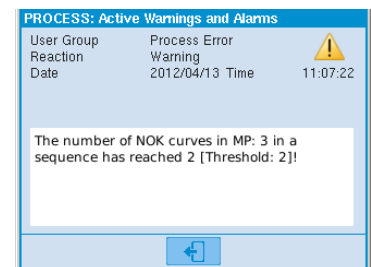 PROCESS: Active Warnings and Alarms
User Group Process Error
Reaction Warning
Date 2012/04/13 Time 11:07:22
The number of NOK curves in MP: 3 in a
sequence has reached 2 [Threshold: 2]!